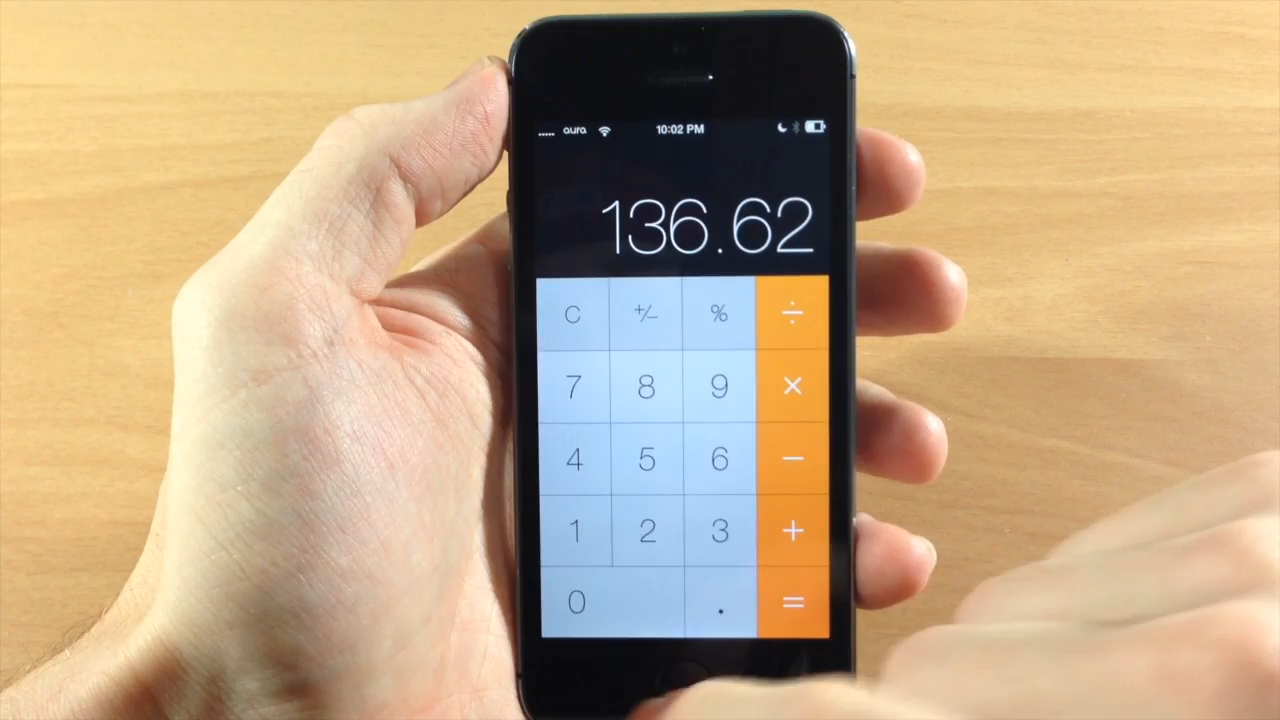 ..... aura 10:02 PM
136.62
C +/− % ÷
7 8 9 ×
4 5 6 −
1 2 3 +
0 . =